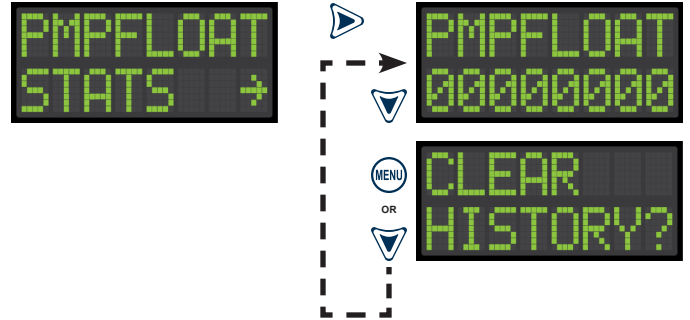 PMPFLOAT
STATS →
PMPFLOAT
00000000
MENU
OR
CLEAR
HISTORY?